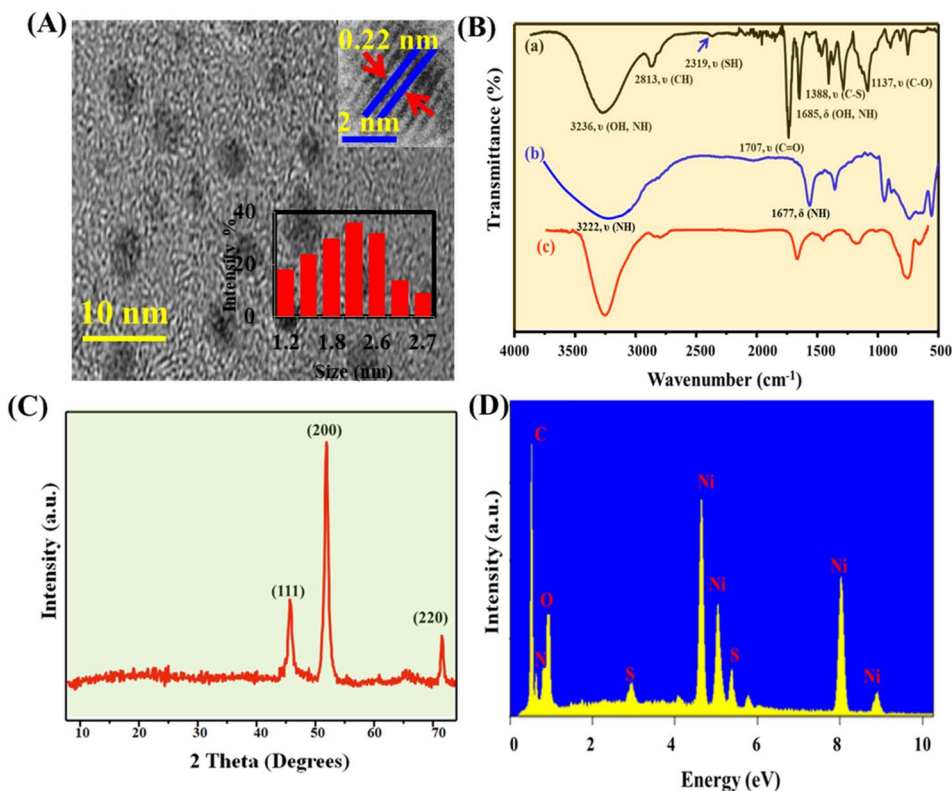 (A)
0.22 nm
2 nm
10 nm
Intensity %
40
20
0
1.2 1.8 2.6 2.7
Size (nm)
(B)
Transmittance (%)
(a)
2319, υ (SH)
2813, υ (CH)
1137, υ (C-O)
1388, υ (C-S)
1685, δ (OH, NH)
3236, υ (OH, NH)
1707, υ (C=O)
(b)
1677, δ (NH)
3222, υ (NH)
(c)
4000 3500 3000 2500 2000 1500 1000 500
Wavenumber (cm-1)
(C)
Intensity (a.u.)
(200)
(111)
(220)
10 20 30 40 50 60 70
2 Theta (Degrees)
(D)
Intensity (a.u.)
C
Ni
Ni
Ni
O
N
S
S
Ni
0 2 4 6 8 10
Energy (eV)